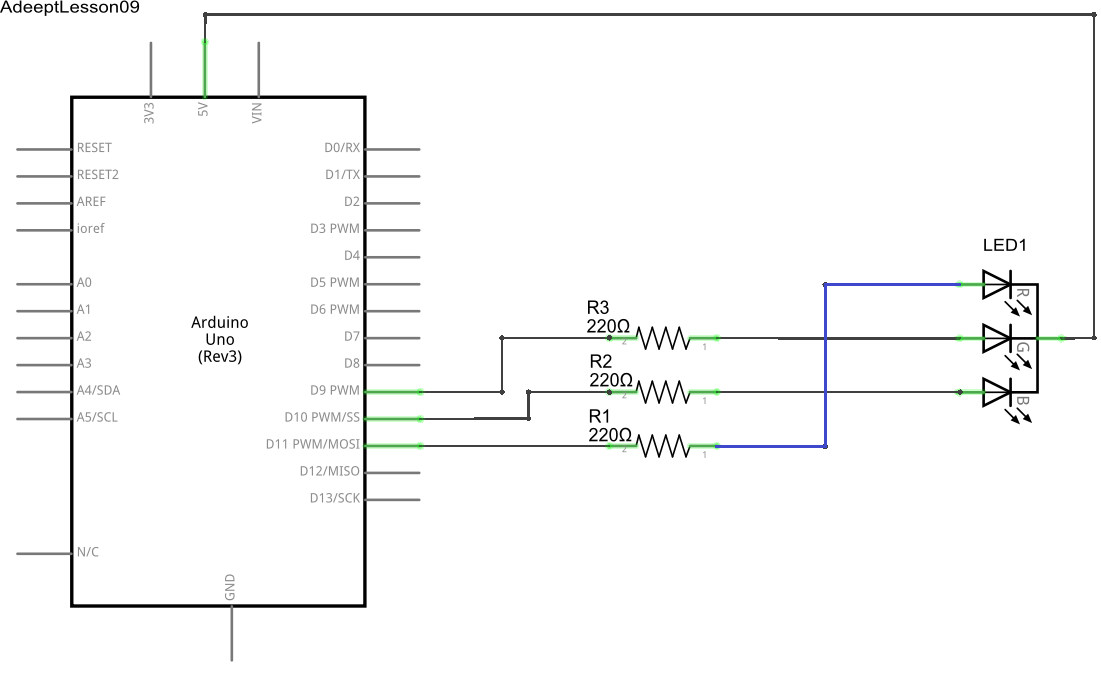 AdeeptLesson09
3V3
5V
VIN
RESET
RESET2
AREF
ioref
A0
A1
A2
A3
A4/SDA
A5/SCL
N/C
Arduino
Uno
(Rev3)
D0/RX
D1/TX
D2
D3 PWM
D4
D5 PWM
D6 PWM
D7
D8
D9 PWM
D10 PWM/SS
D11 PWM/MOSI
D12/MISO
D13/SCK
GND
R3
220Ω
2
1
R2
220Ω
2
1
R1
220Ω
2
1
LED1
R
G
B